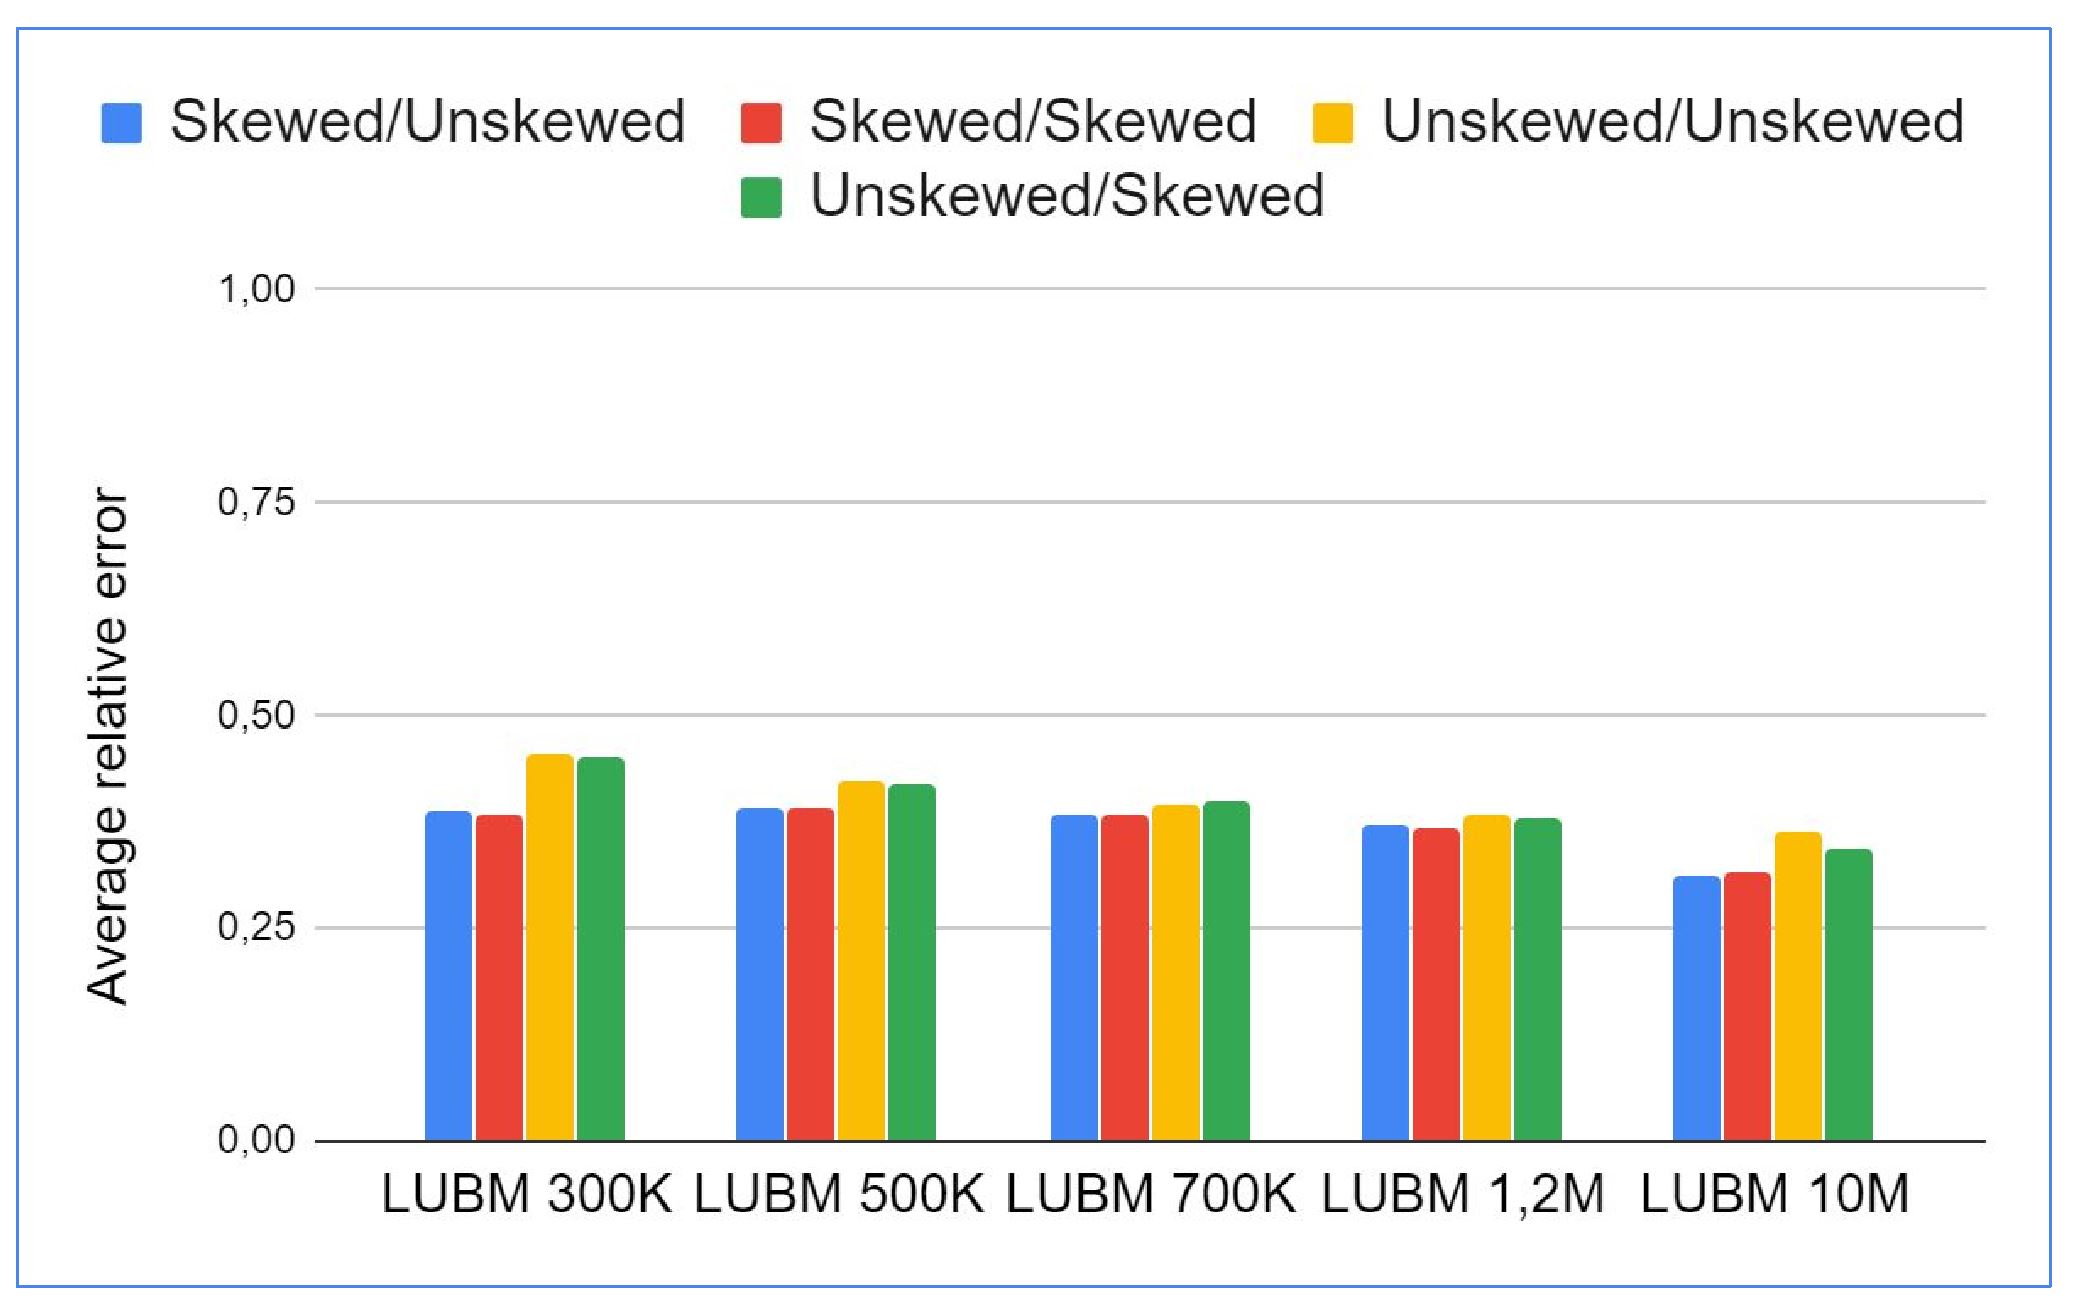 Skewed/Unskewed Skewed/Skewed Unskewed/Unskewed
Unskewed/Skewed
1,00
0,75
0,50
0,25
0,00
Average relative error
LUBM 300K LUBM 500K LUBM 700K LUBM 1,2M LUBM 10M